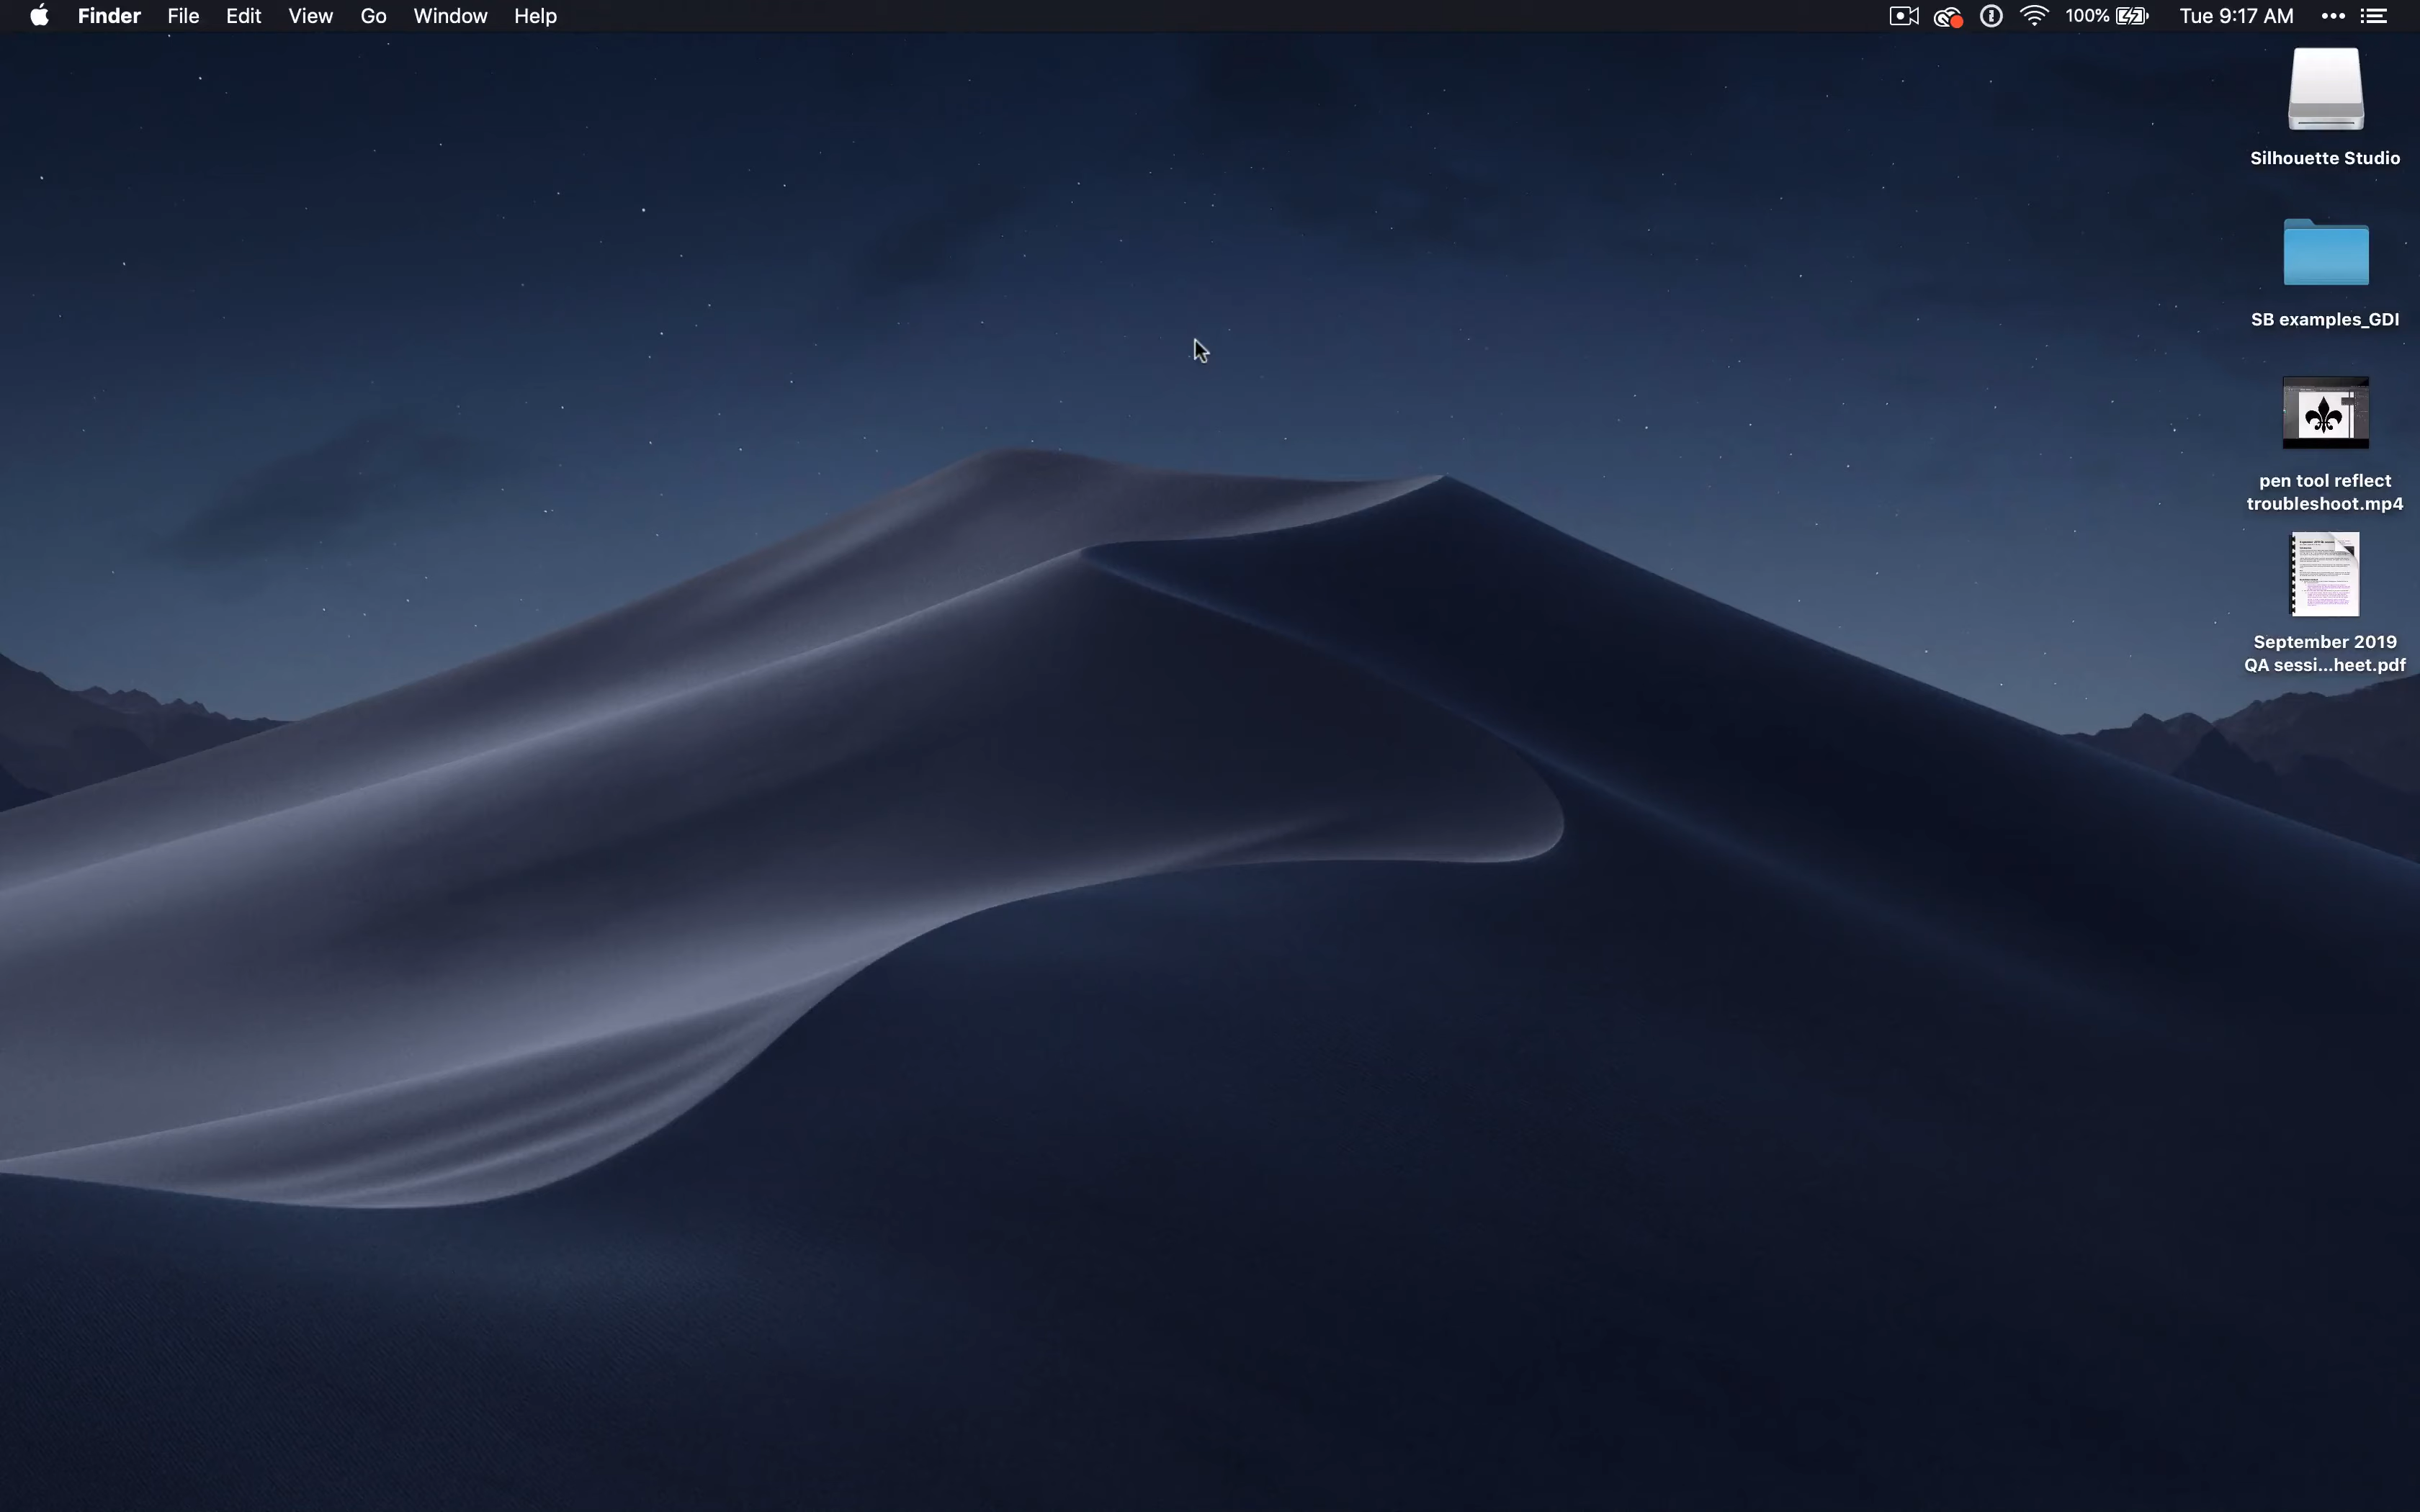 Finder File Edit View Go Window Help 100% Tue 9:17 AM
Silhouette Studio
SB examples_GDI
pen tool reflect
troubleshoot.mp4
September 2019
QA sessi...heet.pdf